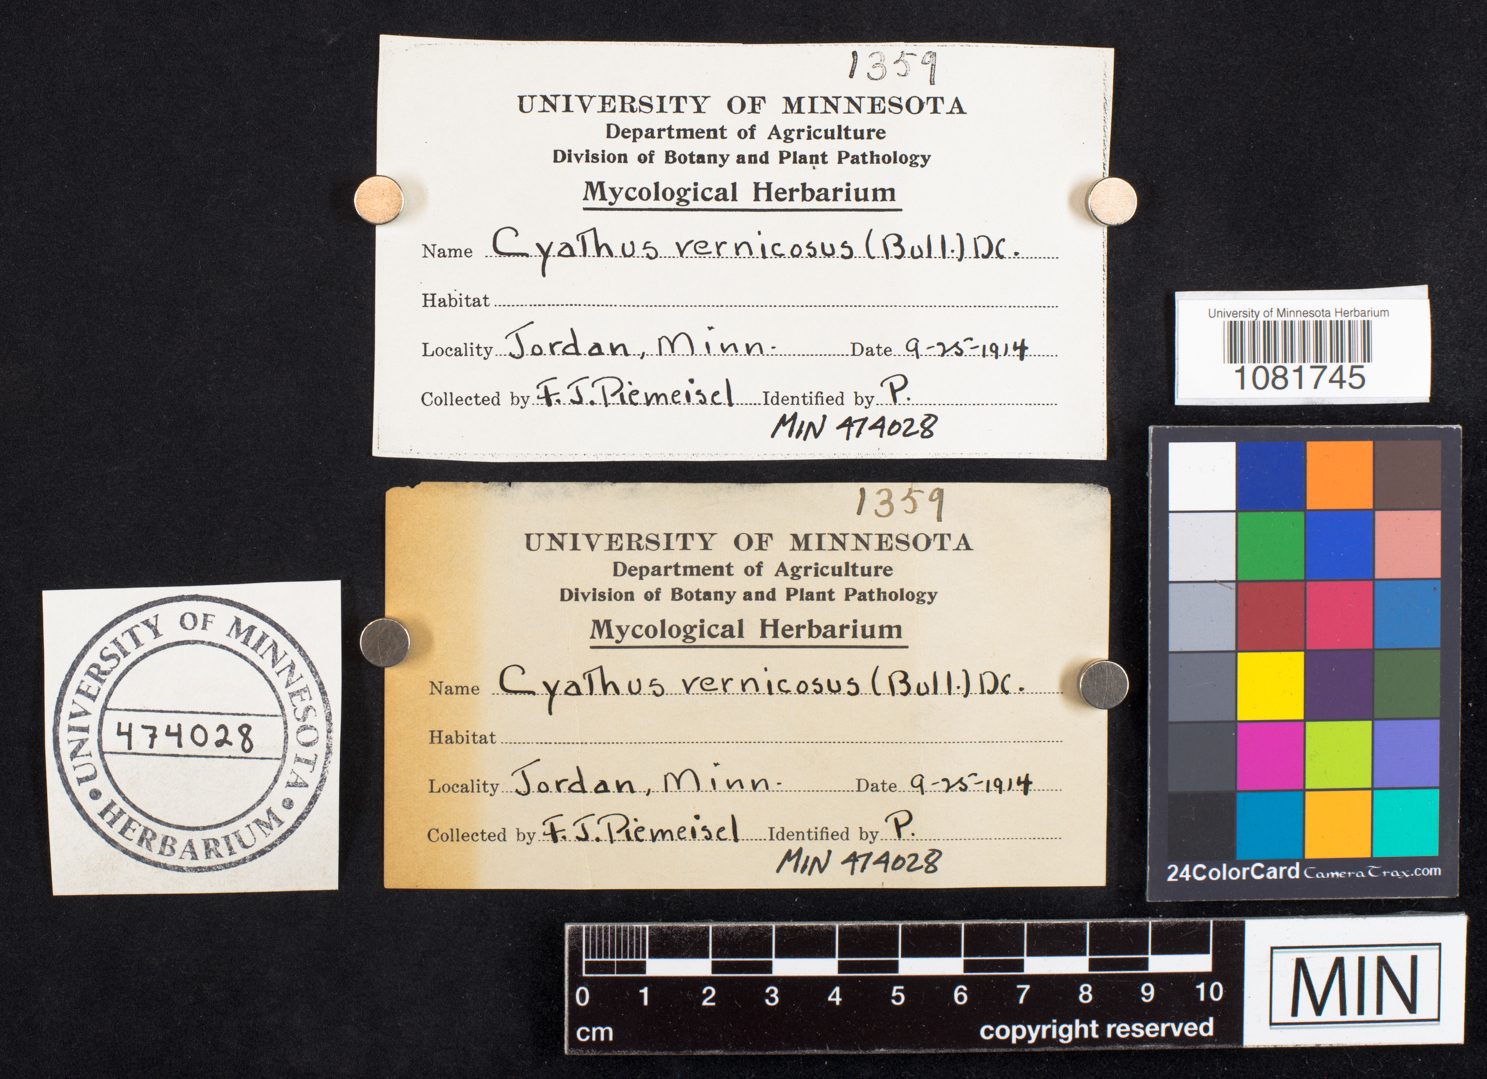 1359
UNIVERSITY OF MINNESOTA
Department of Agriculture
Division of Botany and Plant Pathology
Mycological Herbarium
Name Cyathus vernicosus (Bull.) DC.
Habitat
Locality Jordan, Minn. Date 9-25-1914
Collected by F. J. Piemeisel Identified by P.
MIN 474028
University of Minnesota Herbarium
1081745
1359
UNIVERSITY OF MINNESOTA
Department of Agriculture
Division of Botany and Plant Pathology
Mycological Herbarium
Name Cyathus vernicosus (Bull.) DC.
Habitat
Locality Jordan, Minn. Date 9-25-1914
Collected by F. J. Piemeisel Identified by P.
MIN 474028
UNIVERSITY OF MINNESOTA
474028
HERBARIUM
24ColorCard CameraTrax.com
0 1 2 3 4 5 6 7 8 9 10
cm copyright reserved
MIN